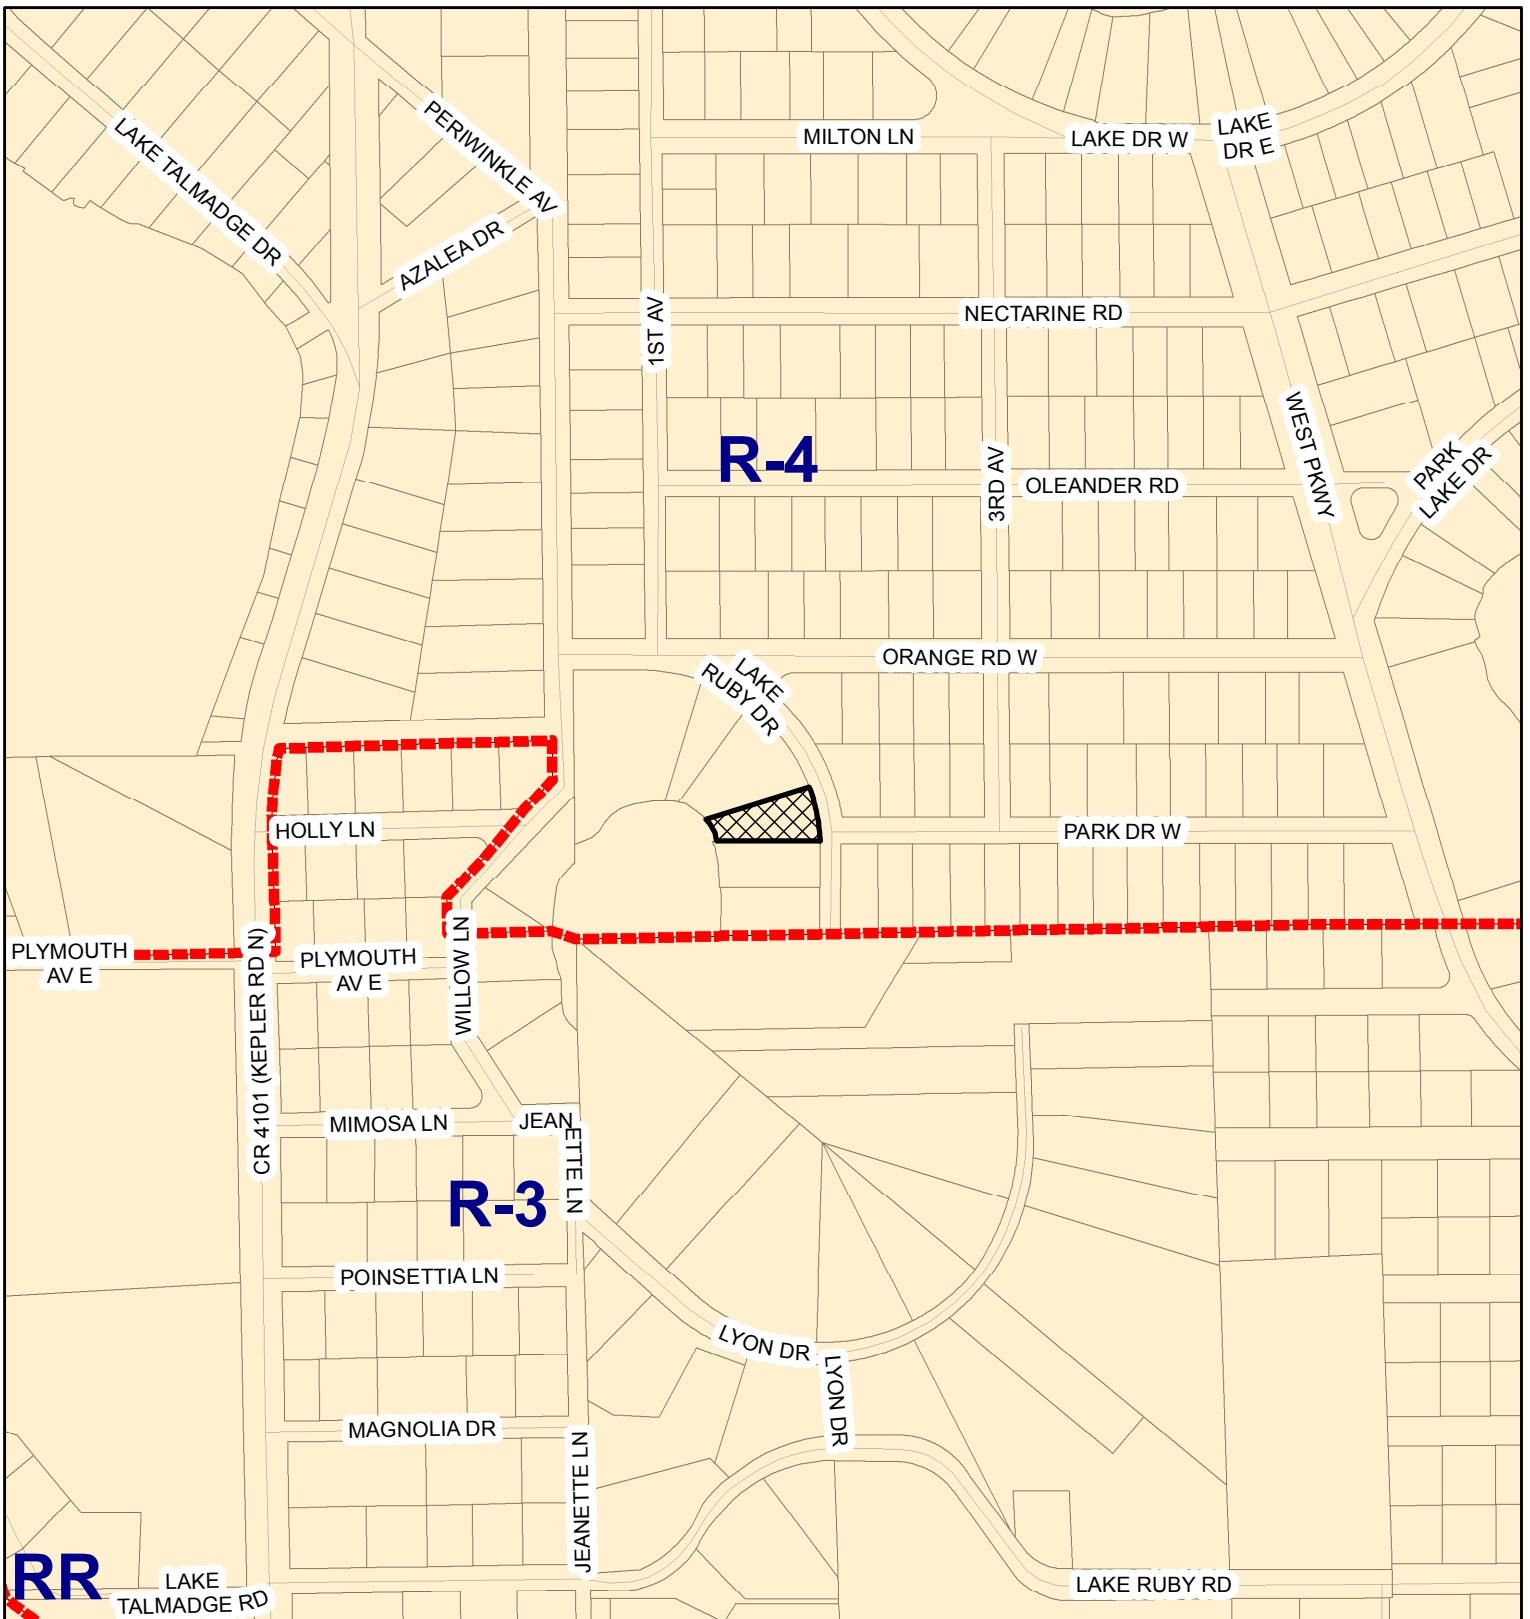 MILTON LN
LAKE DR W
LAKE
DR E
PERIWINKLE AV
LAKE TALMADGE DR
AZALEA DR
NECTARINE RD
1ST AV
WEST PKWY
R-4
3RD AV
OLEANDER RD
PARK
LAKE DR
ORANGE RD W
LAKE
RUBY DR
HOLLY LN
PARK DR W
PLYMOUTH
AV E
PLYMOUTH
AV E
WILLOW LN
CR 4101 (KEPLER RD N)
MIMOSA LN
JEAN
ETTE LN
R-3
POINSETTIA LN
LYON DR
LYON DR
MAGNOLIA DR
JEANETTE LN
RR
LAKE
TALMADGE RD
LAKE RUBY RD